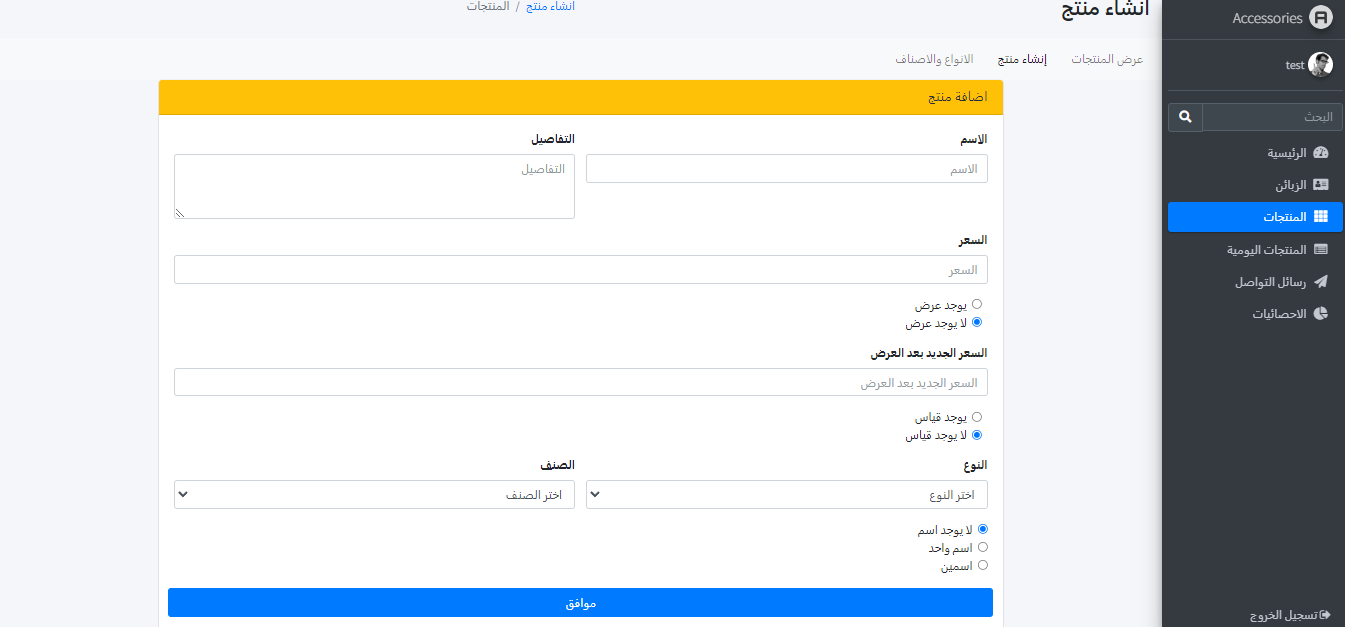 Accessories
test
البحث
الرئيسية
الزبائن
المنتجات
المنتجات اليومية
رسائل التواصل
الاحصائيات
تسجيل الخروج
انشاء منتج
انشاء منتج / المنتجات
عرض المنتجات
إنشاء منتج
الانواع والاصناف
اضافة منتج
الاسم
الاسم
التفاصيل
التفاصيل
السعر
السعر
يوجد عرض
لا يوجد عرض
السعر الجديد بعد العرض
السعر الجديد بعد العرض
يوجد قياس
لا يوجد قياس
النوع
اختر النوع
الصنف
اختر الصنف
لا يوجد اسم
اسم واحد
اسمين
موافق